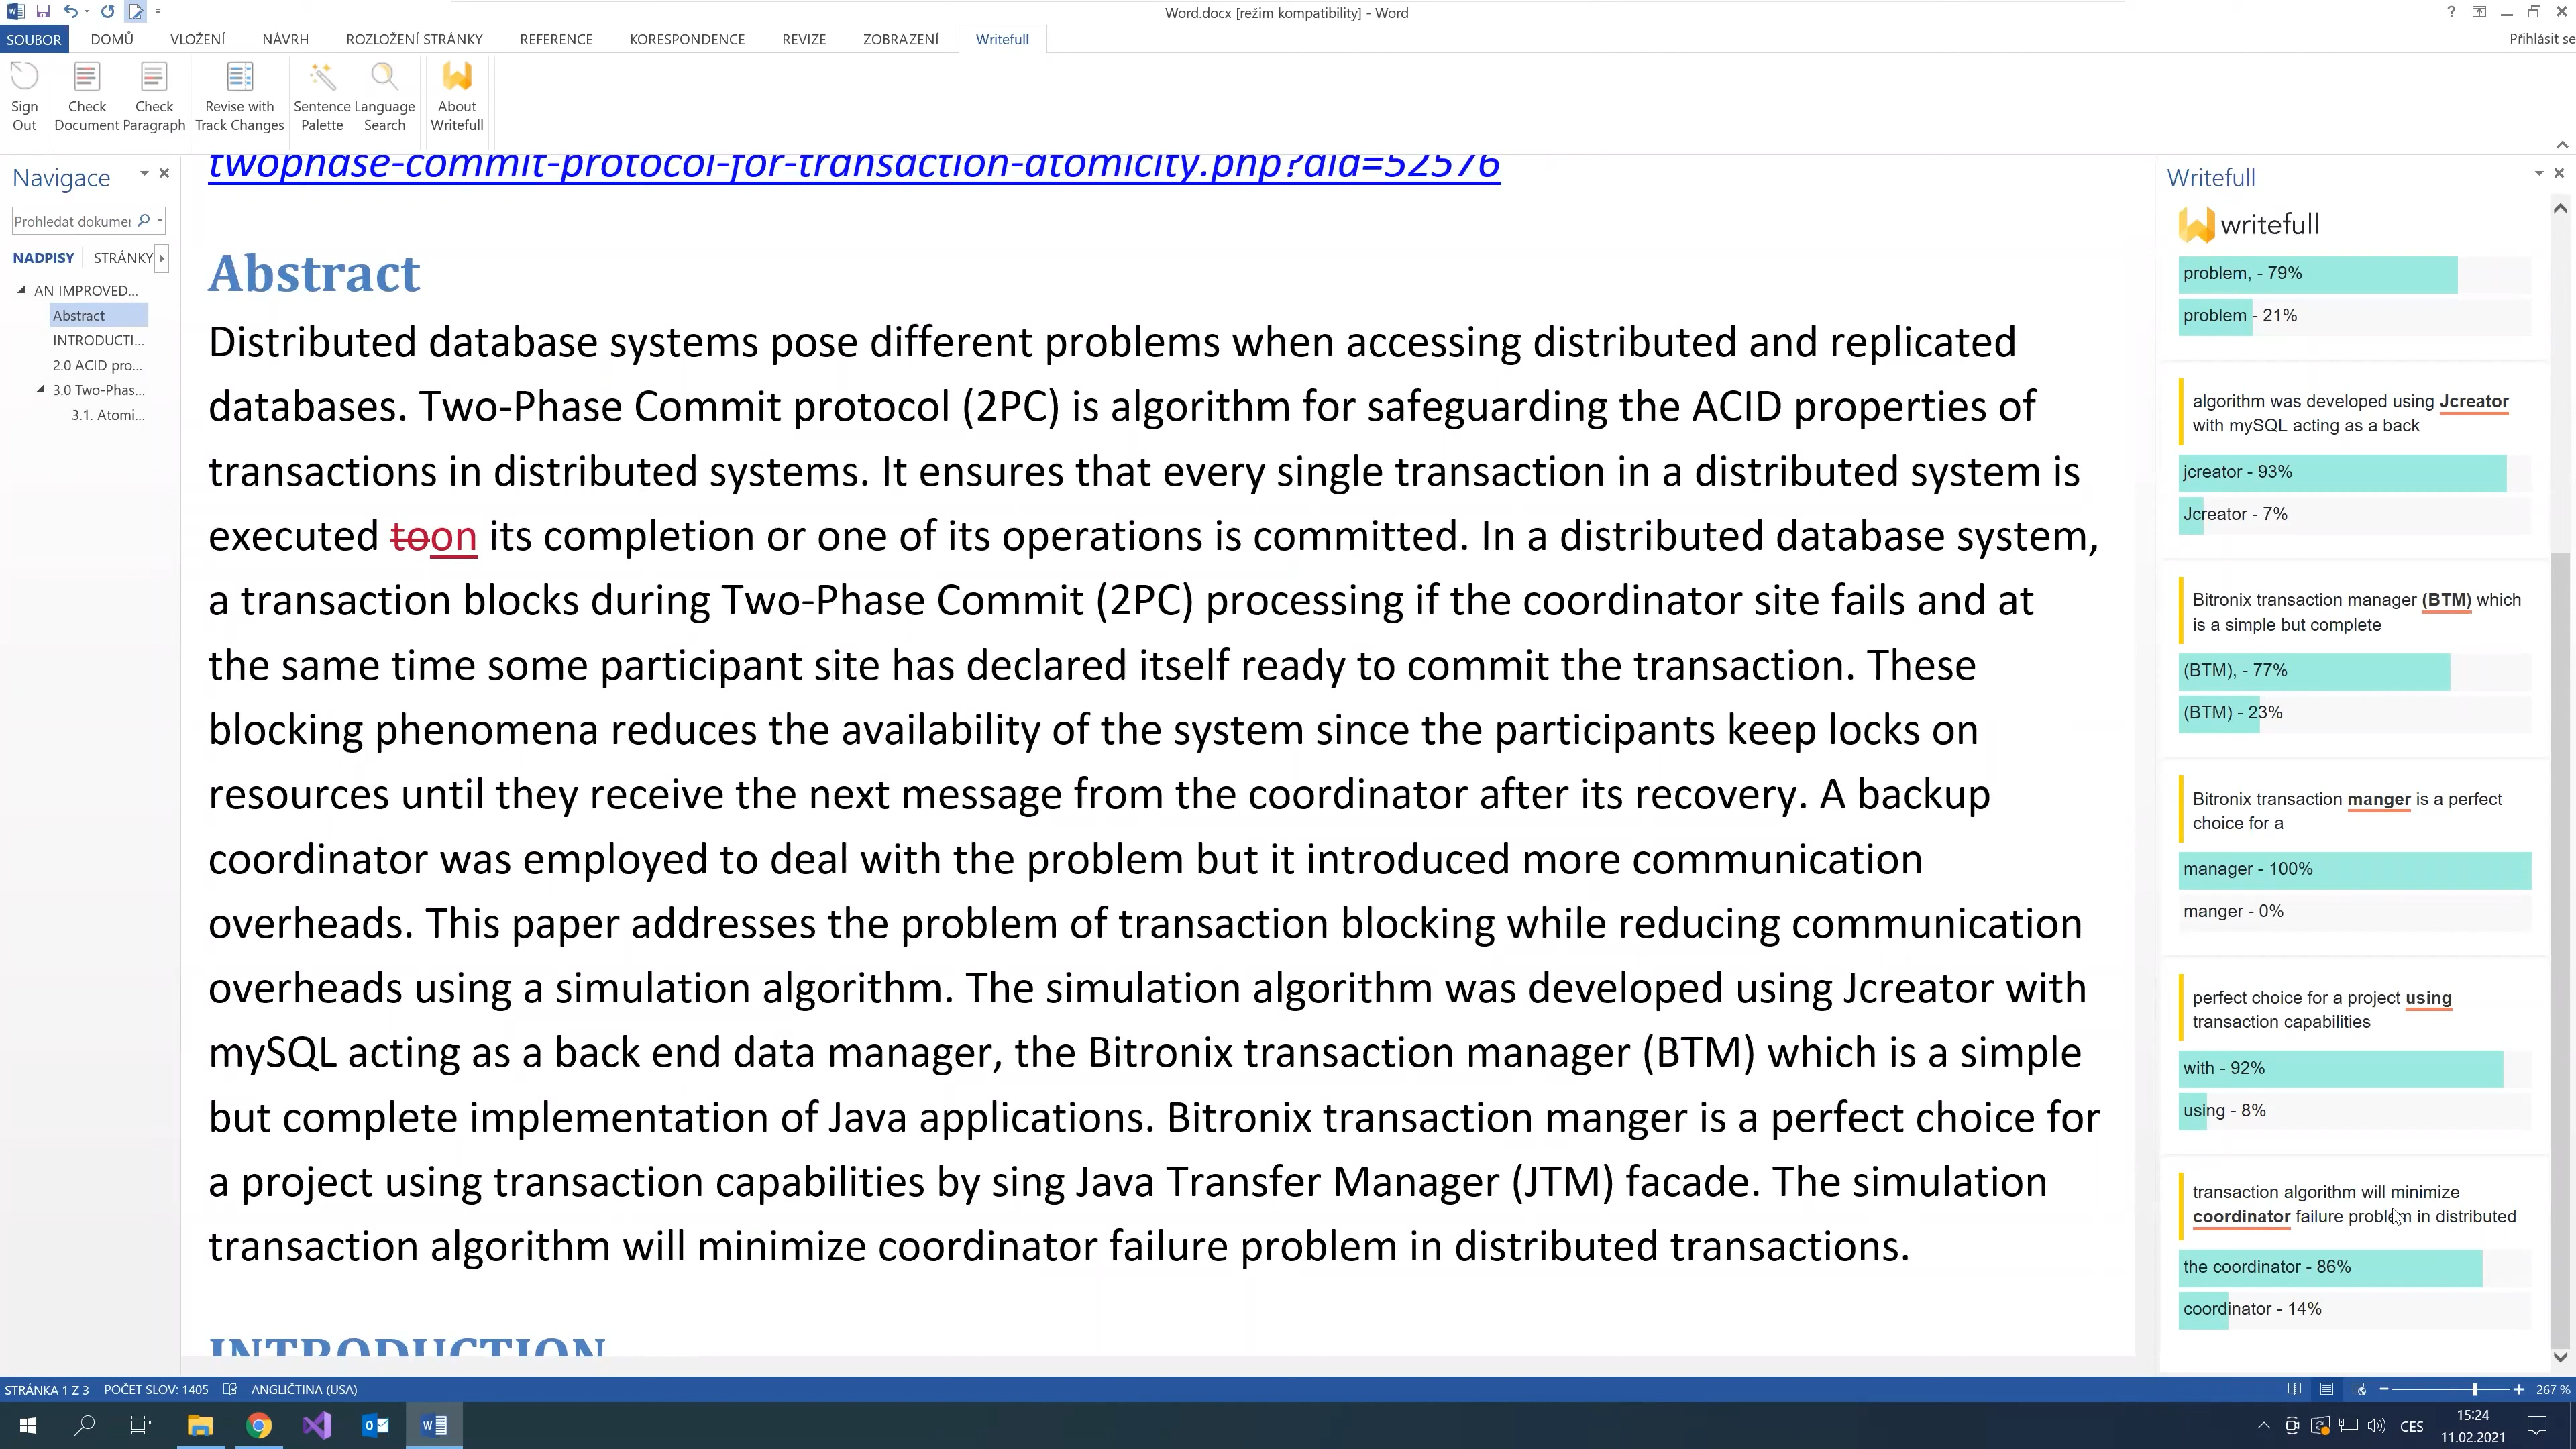 Word.docx [režim kompatibility] - Word
SOUBOR DOMŮ VLOŽENÍ NÁVRH ROZLOŽENÍ STRÁNKY REFERENCE KORESPONDENCE REVIZE ZOBRAZENÍ Writefull Přihlásit se
Sign Out
Check Document
Check Paragraph
Revise with Track Changes
Sentence Palette
Language Search
About Writefull
Navigace
Prohledat dokumer
NADPISY STRÁNKY
AN IMPROVED...
Abstract
INTRODUCTI...
2.0 ACID pro...
3.0 Two-Phas...
3.1. Atomi...
twophase-commit-protocol-for-transaction-atomicity.php?aid=52576
Abstract
Distributed database systems pose different problems when accessing distributed and replicated
databases. Two-Phase Commit protocol (2PC) is algorithm for safeguarding the ACID properties of
transactions in distributed systems. It ensures that every single transaction in a distributed system is
executed toon its completion or one of its operations is committed. In a distributed database system,
a transaction blocks during Two-Phase Commit (2PC) processing if the coordinator site fails and at
the same time some participant site has declared itself ready to commit the transaction. These
blocking phenomena reduces the availability of the system since the participants keep locks on
resources until they receive the next message from the coordinator after its recovery. A backup
coordinator was employed to deal with the problem but it introduced more communication
overheads. This paper addresses the problem of transaction blocking while reducing communication
overheads using a simulation algorithm. The simulation algorithm was developed using Jcreator with
mySQL acting as a back end data manager, the Bitronix transaction manager (BTM) which is a simple
but complete implementation of Java applications. Bitronix transaction manger is a perfect choice for
a project using transaction capabilities by sing Java Transfer Manager (JTM) facade. The simulation
transaction algorithm will minimize coordinator failure problem in distributed transactions.
INTRODUCTION
Writefull
writefull
problem, - 79%
problem - 21%
algorithm was developed using Jcreator
with mySQL acting as a back
jcreator - 93%
Jcreator - 7%
Bitronix transaction manager (BTM) which
is a simple but complete
(BTM), - 77%
(BTM) - 23%
Bitronix transaction manger is a perfect
choice for a
manager - 100%
manger - 0%
perfect choice for a project using
transaction capabilities
with - 92%
using - 8%
transaction algorithm will minimize
coordinator failure problem in distributed
the coordinator - 86%
coordinator - 14%
STRÁNKA 1 Z 3 POČET SLOV: 1405 ANGLIČTINA (USA) 267 %
CES
15:24
11.02.2021